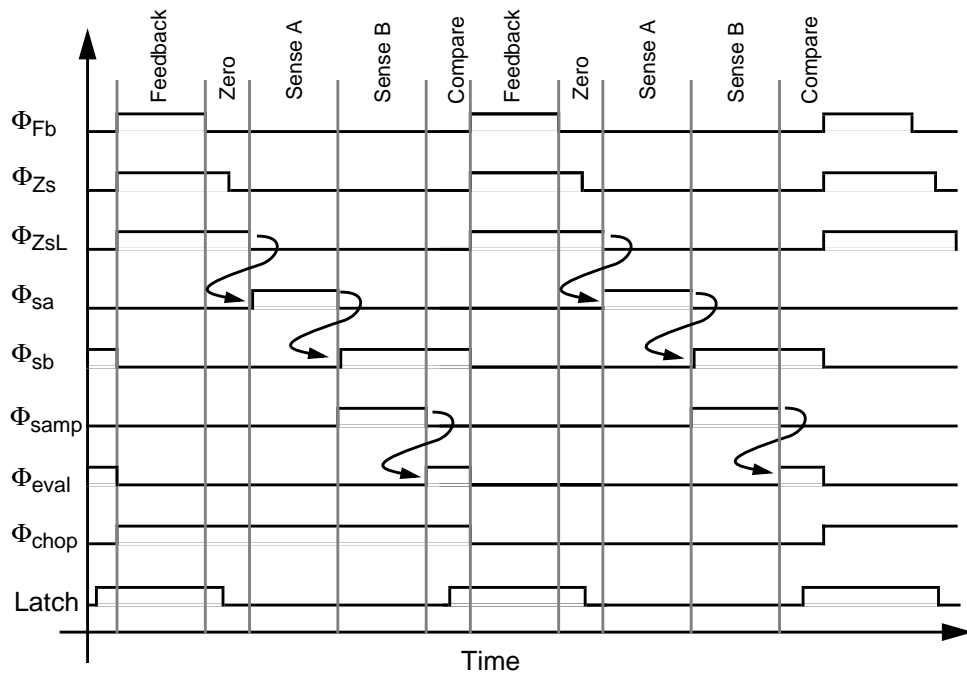 Feedback
Zero
Sense A
Sense B
Compare
Feedback
Zero
Sense A
Sense B
Compare
ΦFb
ΦZs
ΦZsL
Φsa
Φsb
Φsamp
Φeval
Φchop
Latch
Time